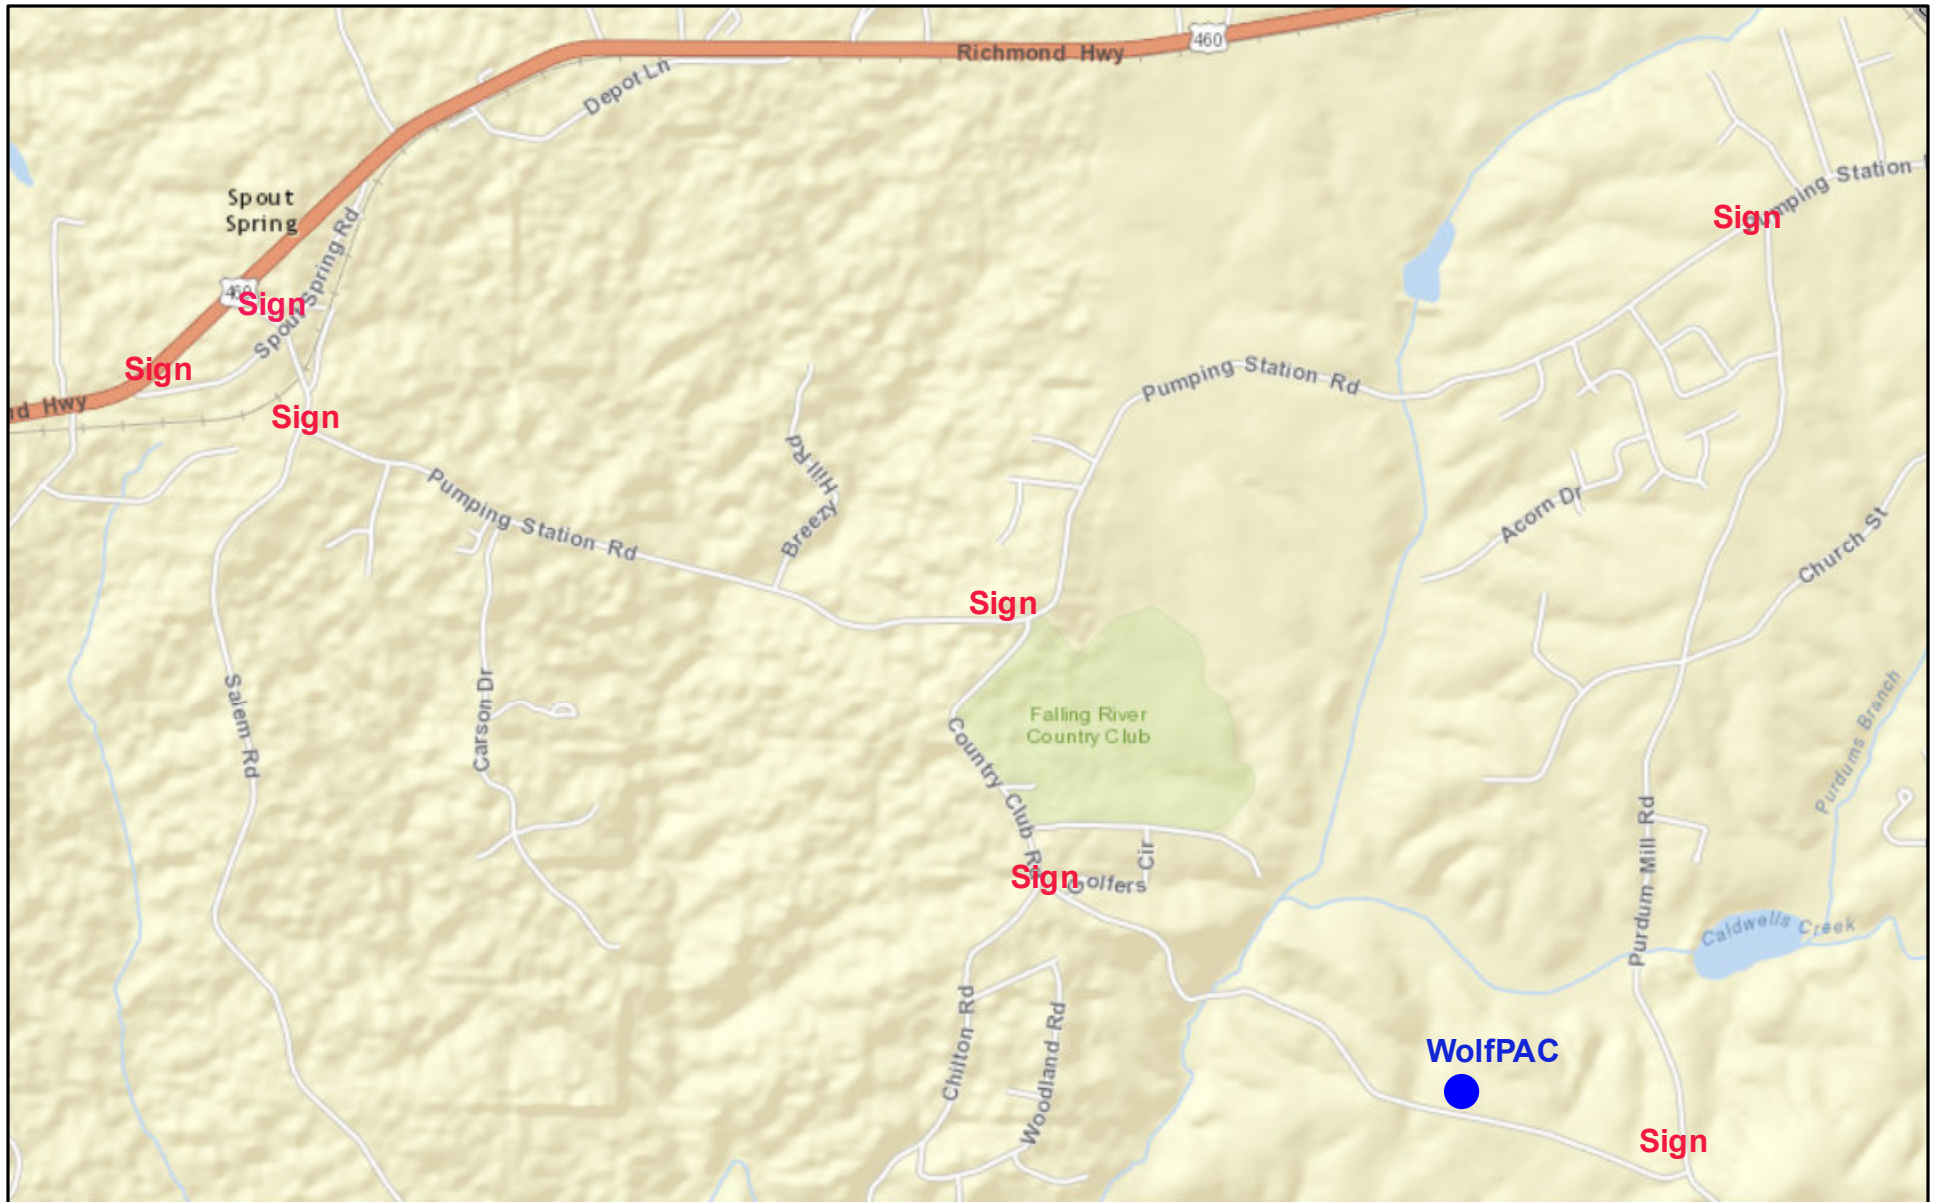 Richmond Hwy
460
Depot Ln
Spout
Spring
Spout Spring Rd
Pumping Station
Sign
460
Sign
Sign
Hwy
Sign
Pumping Station Rd
Pumping Station Rd
Breezy Hill Rd
Acorn Dr
Church St
Sign
Salem Rd
Carson Dr
Falling River
Country Club
Country Club Rd
Purdums Branch
Purdum Mill Rd
Sign
Golfers Cir
Caldwells Creek
Chilton Rd
Woodland Rd
WolfPAC
Sign